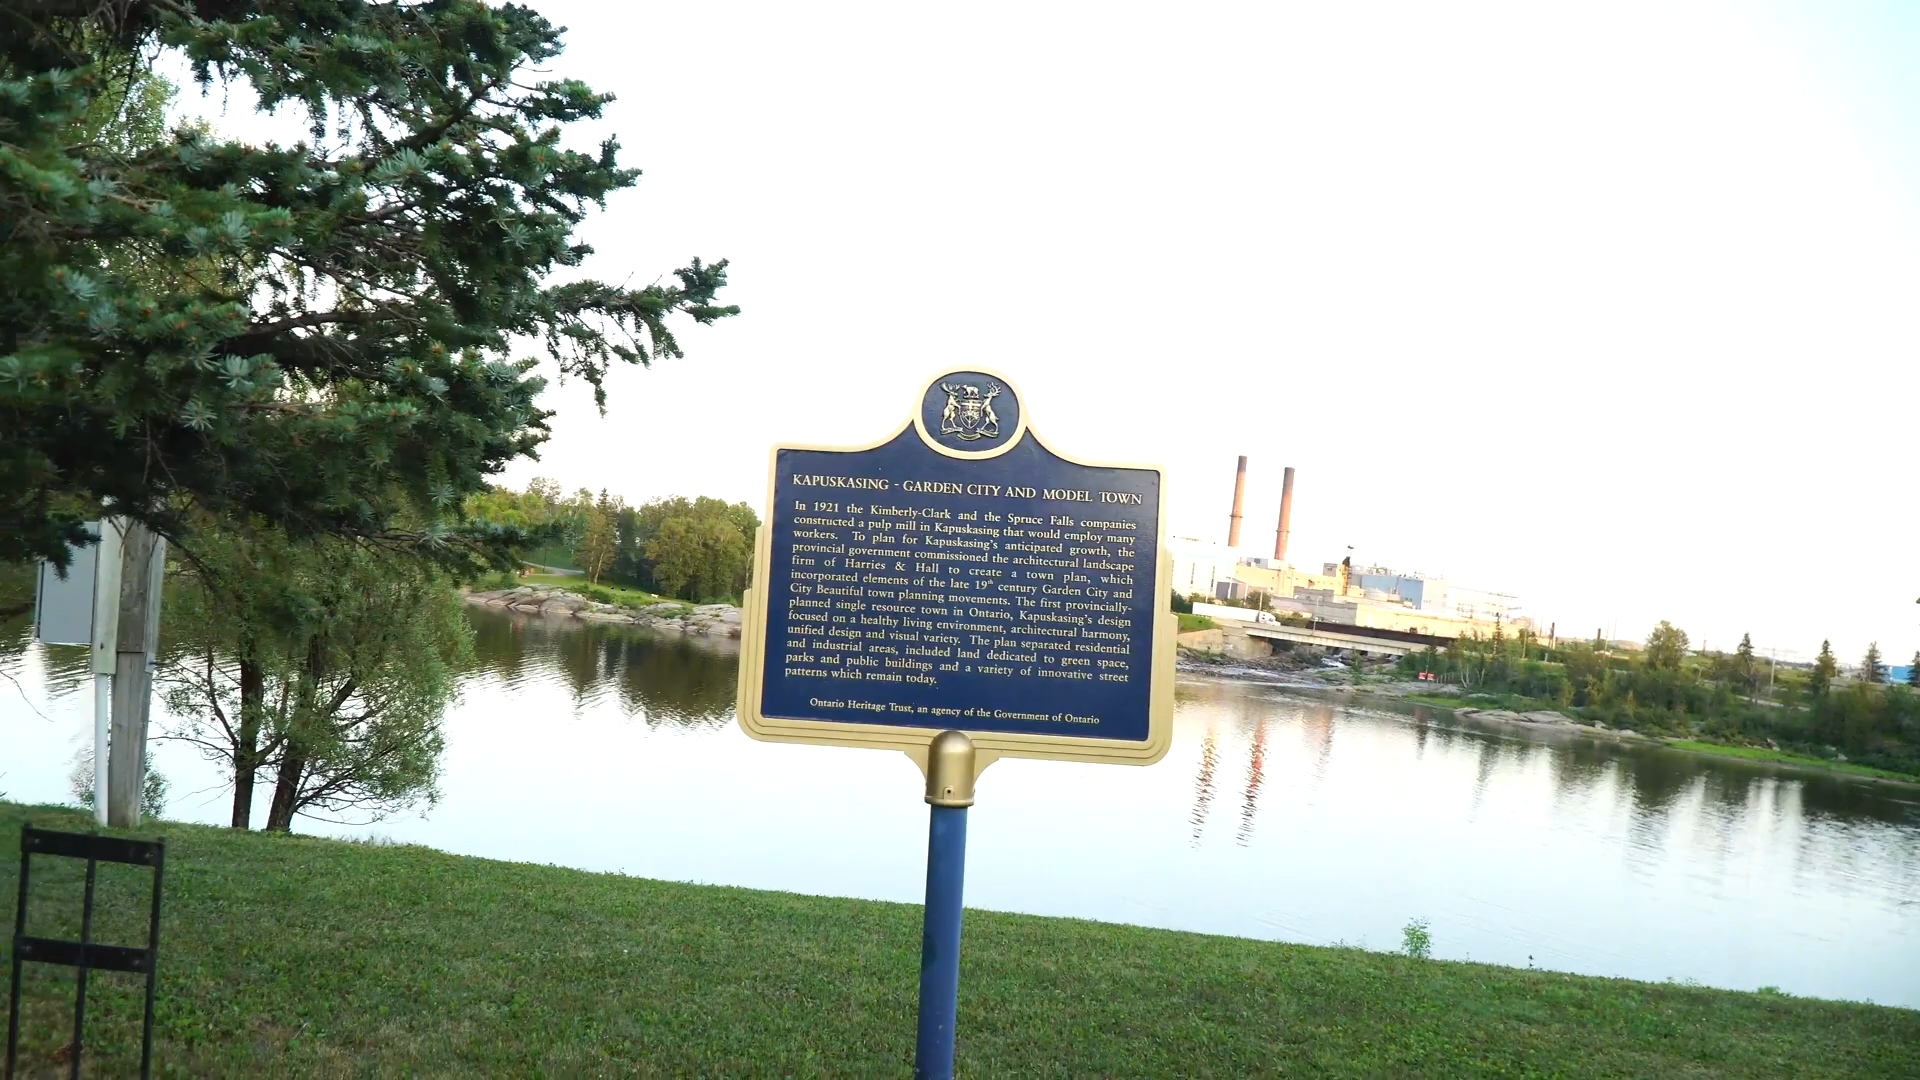 KAPUSKASING - GARDEN CITY AND MODEL TOWN
In 1921 the Kimberly-Clark and the Spruce Falls companies
constructed a pulp mill in Kapuskasing that would employ many
workers. To plan for Kapuskasing's anticipated growth, the
provincial government commissioned the architectural landscape
firm of Harries & Hall to create a town plan, which
incorporated elements of the late 19th century Garden City and
City Beautiful town planning movements. The first provincially-
planned single resource town in Ontario, Kapuskasing's design
focused on a healthy living environment, architectural harmony,
unified design and visual variety. The plan separated residential
and industrial areas, included land dedicated to green space,
parks and public buildings and a variety of innovative street
patterns which remain today.
Ontario Heritage Trust, an agency of the Government of Ontario